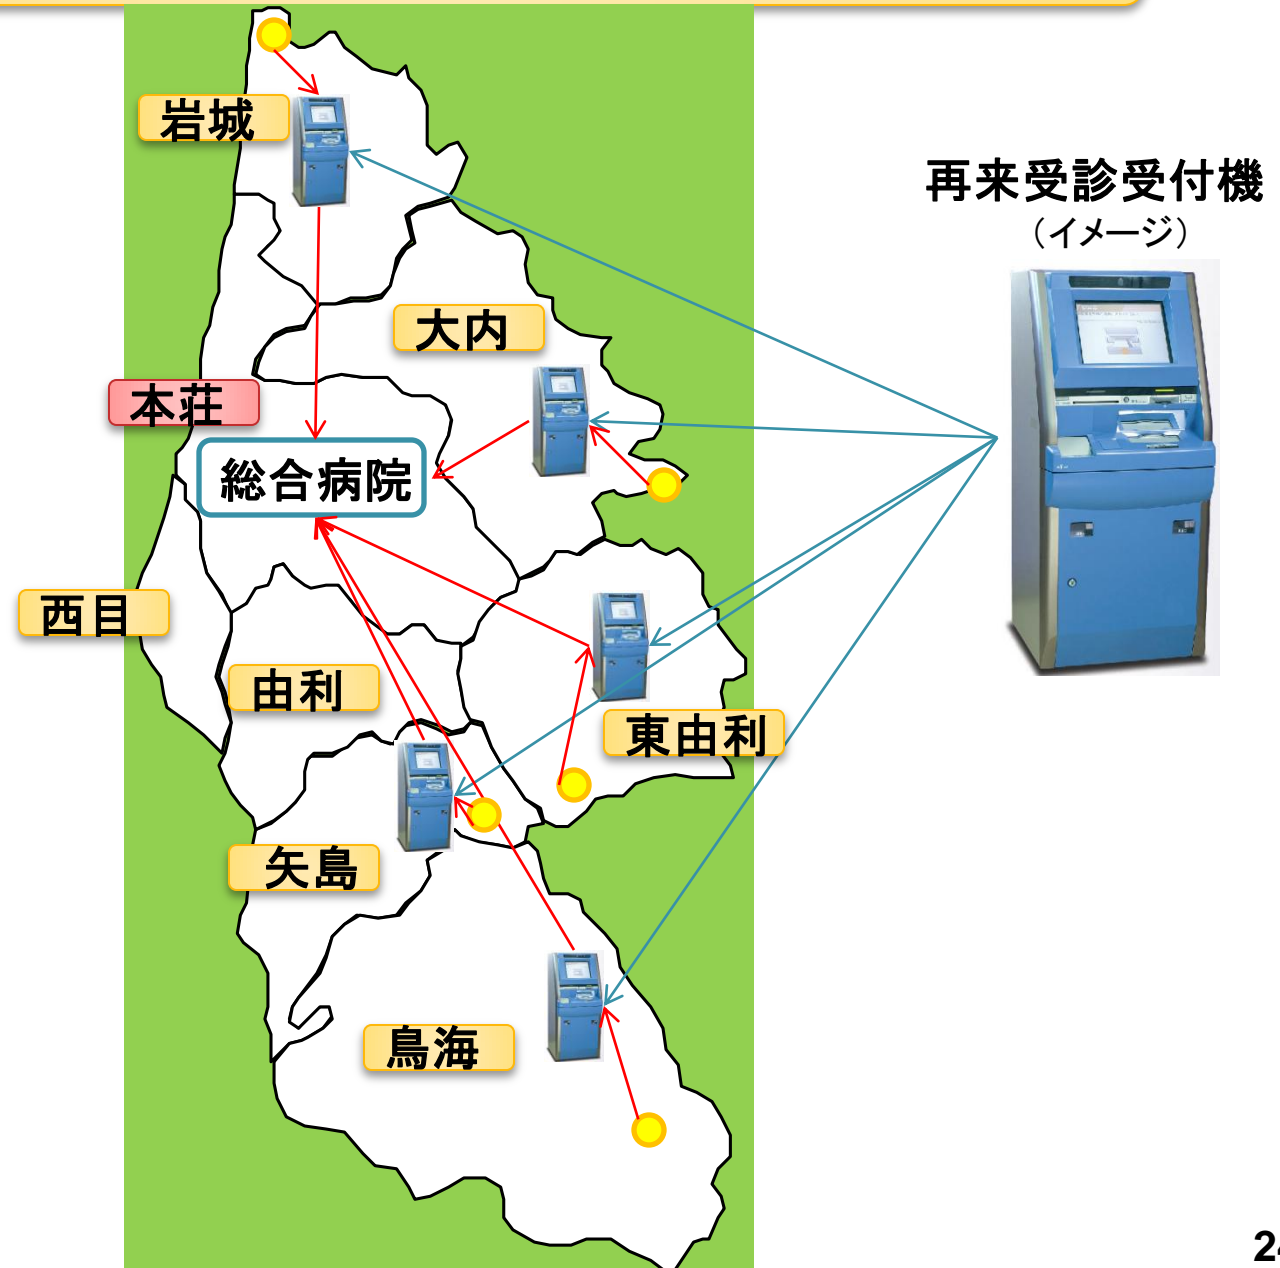 岩城
再来受診受付機
（イメージ）
大内
本荘
総合病院
西目
由利
東由利
矢島
鳥海